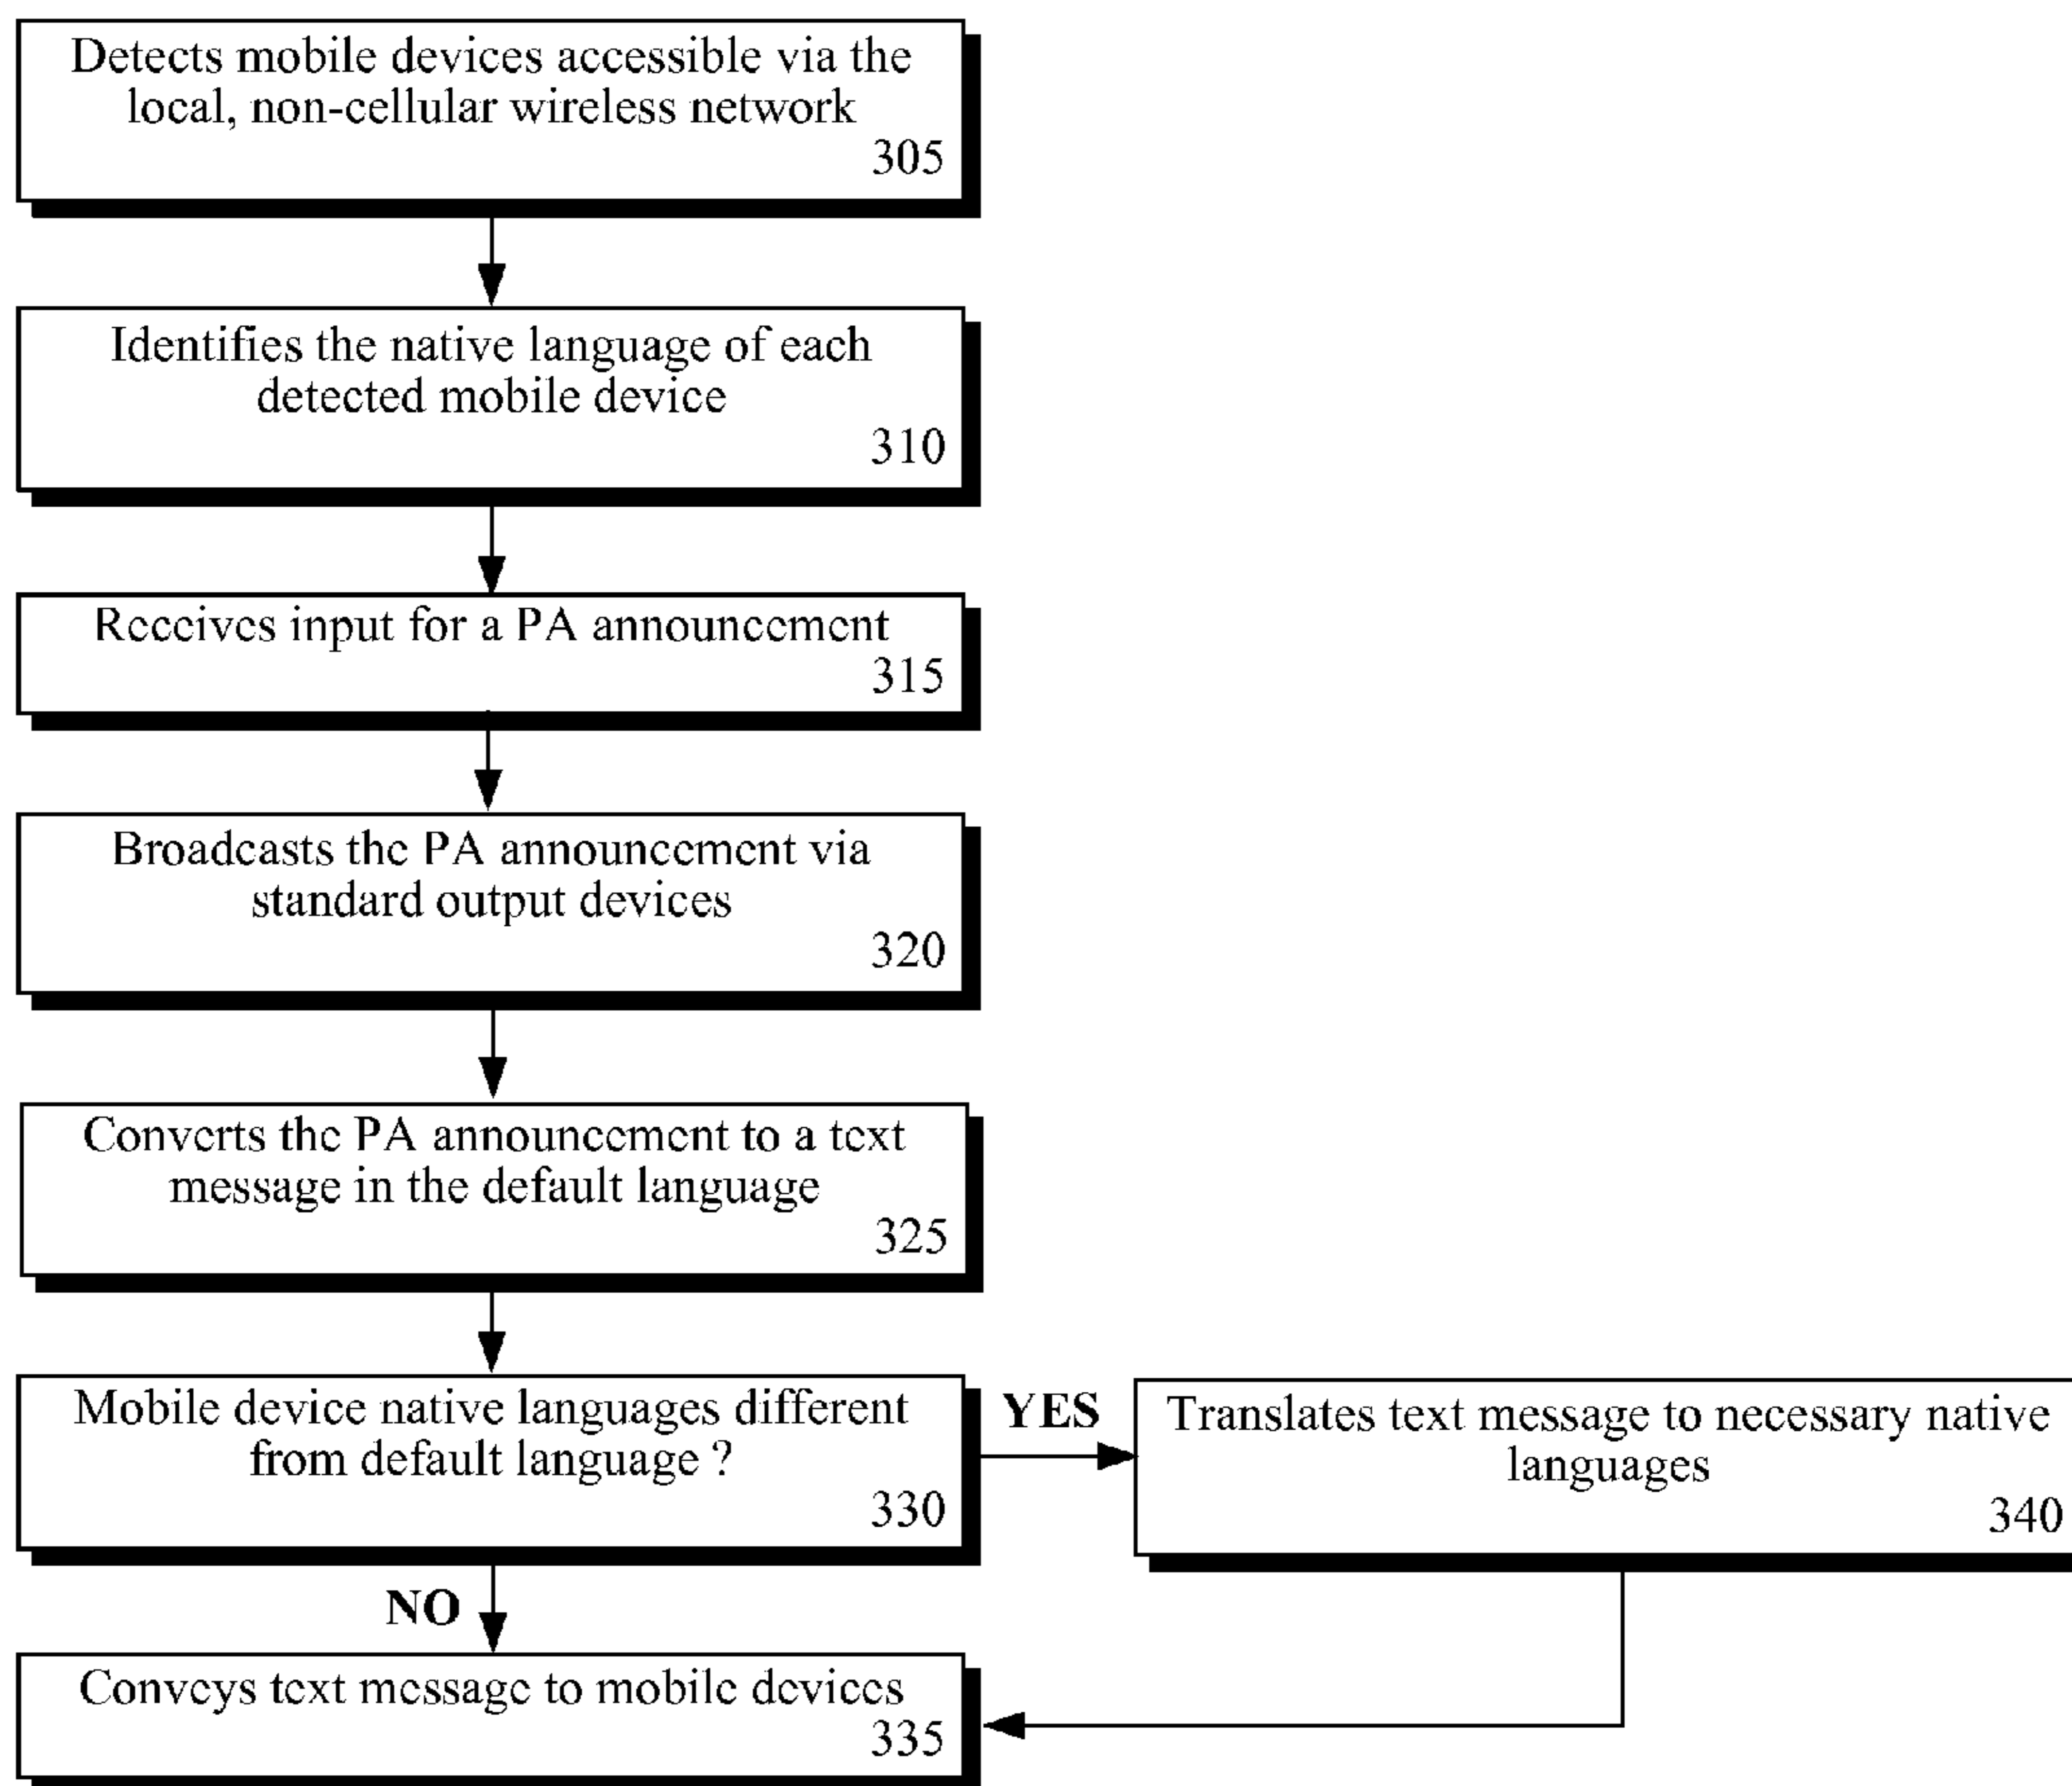 Detects mobile devices accessible via the
local, non-cellular wireless network
305
Identifies the native language of each
detected mobile device
310
Receives input for a PA announcement
315
Broadcasts the PA announcement via
standard output devices
320
Converts the PA announcement to a text
message in the default language
325
Mobile device native languages different
from default language ?
330
YES
Translates text message to necessary native
languages
340
NO
Conveys text message to mobile devices
335